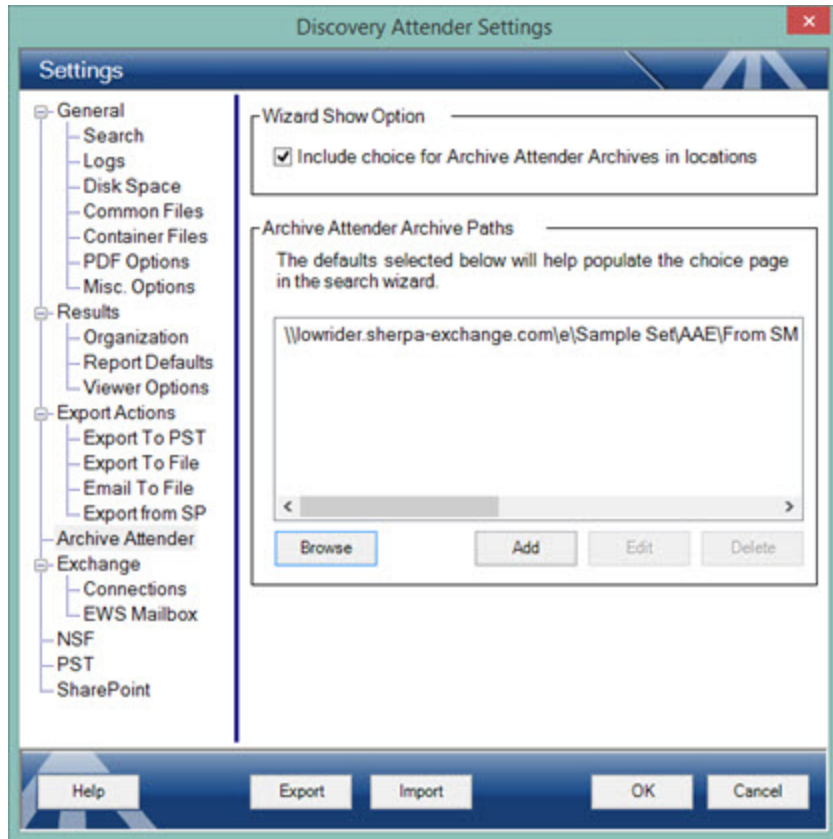 Discovery Attender Settings
Settings
General
Search
Logs
Disk Space
Common Files
Container Files
PDF Options
Misc. Options
Results
Organization
Report Defaults
Viewer Options
Export Actions
Export To PST
Export To File
Email To File
Export from SP
Archive Attender
Exchange
Connections
EWS Mailbox
NSF
PST
SharePoint
Wizard Show Option
Include choice for Archive Attender Archives in locations
Archive Attender Archive Paths
The defaults selected below will help populate the choice page
in the search wizard.
\\lowrider.sherpa-exchange.com\e\Sample Set\AAE\From SM
Browse Add Edit Delete
Help Export Import OK Cancel